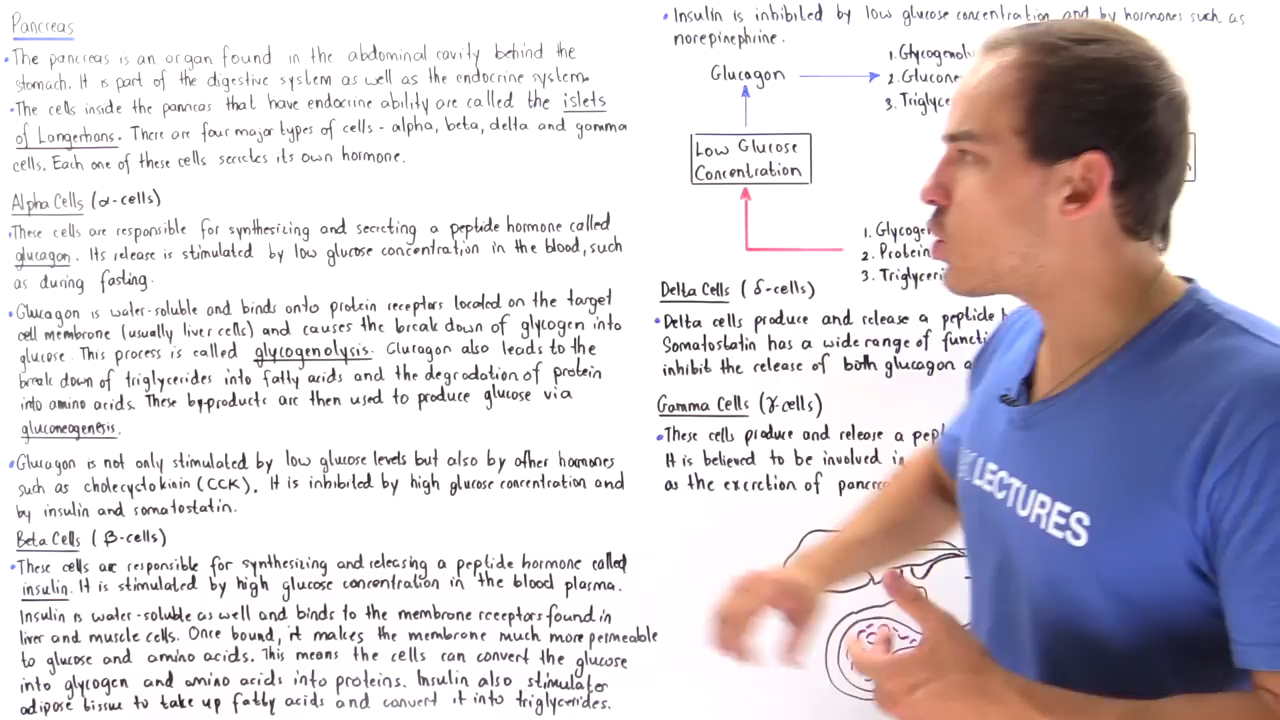 Pancreas
• The pancreas is an organ found in the abdominal cavity behind the
stomach. It is part of the digestive system as well as the endocrine system.
• The cells inside the pancreas that have endocrine ability are called the islets
of Langerhans. There are four major types of cells - alpha, beta, delta and gamma
cells. Each one of these cells secretes its own hormone.
Alpha Cells (α-cells)
• These cells are responsible for synthesizing and secreting a peptide hormone called
glucagon. Its release is stimulated by low glucose concentration in the blood, such
as during fasting.
• Glucagon is water-soluble and binds onto protein receptors located on the target
cell membrane (usually liver cells) and causes the break down of glycogen into
glucose. This process is called glycogenolysis. Glucagon also leads to the
break down of triglycerides into fatty acids and the degradation of protein
into amino acids. These by-products are then used to produce glucose via
gluconeogenesis.
• Glucagon is not only stimulated by low glucose levels but also by other hormones
such as cholecystokinin (CCK). It is inhibited by high glucose concentration and
by insulin and somatostatin.
Beta Cells (β-cells)
• These cells are responsible for synthesizing and releasing a peptide hormone called
insulin. It is stimulated by high glucose concentration in the blood plasma.
Insulin is water-soluble as well and binds to the membrane receptors found in
liver and muscle cells. Once bound, it makes the membrane much more permeable
to glucose and amino acids. This means the cells can convert the glucose
into glycogen and amino acids into proteins. Insulin also stimulates
adipose tissue to take up fatty acids and convert it into triglycerides.
• Insulin is inhibited by low glucose concentration and by hormones such as
norepinephrine.
Glucagon
1. Glycogenol
2. Glucone
3. Triglyce
Low Glucose
Concentration
1. Glycogen
2. Protein
3. Triglyceri
Delta Cells (δ-cells)
• Delta cells produce and release a peptide h
Somatostatin has a wide range of functi
inhibit the release of both glucagon a
Gamma Cells (γ-cells)
• These cells produce and release a pep
It is believed to be involved in
as the excretion of pancre
LECTURES